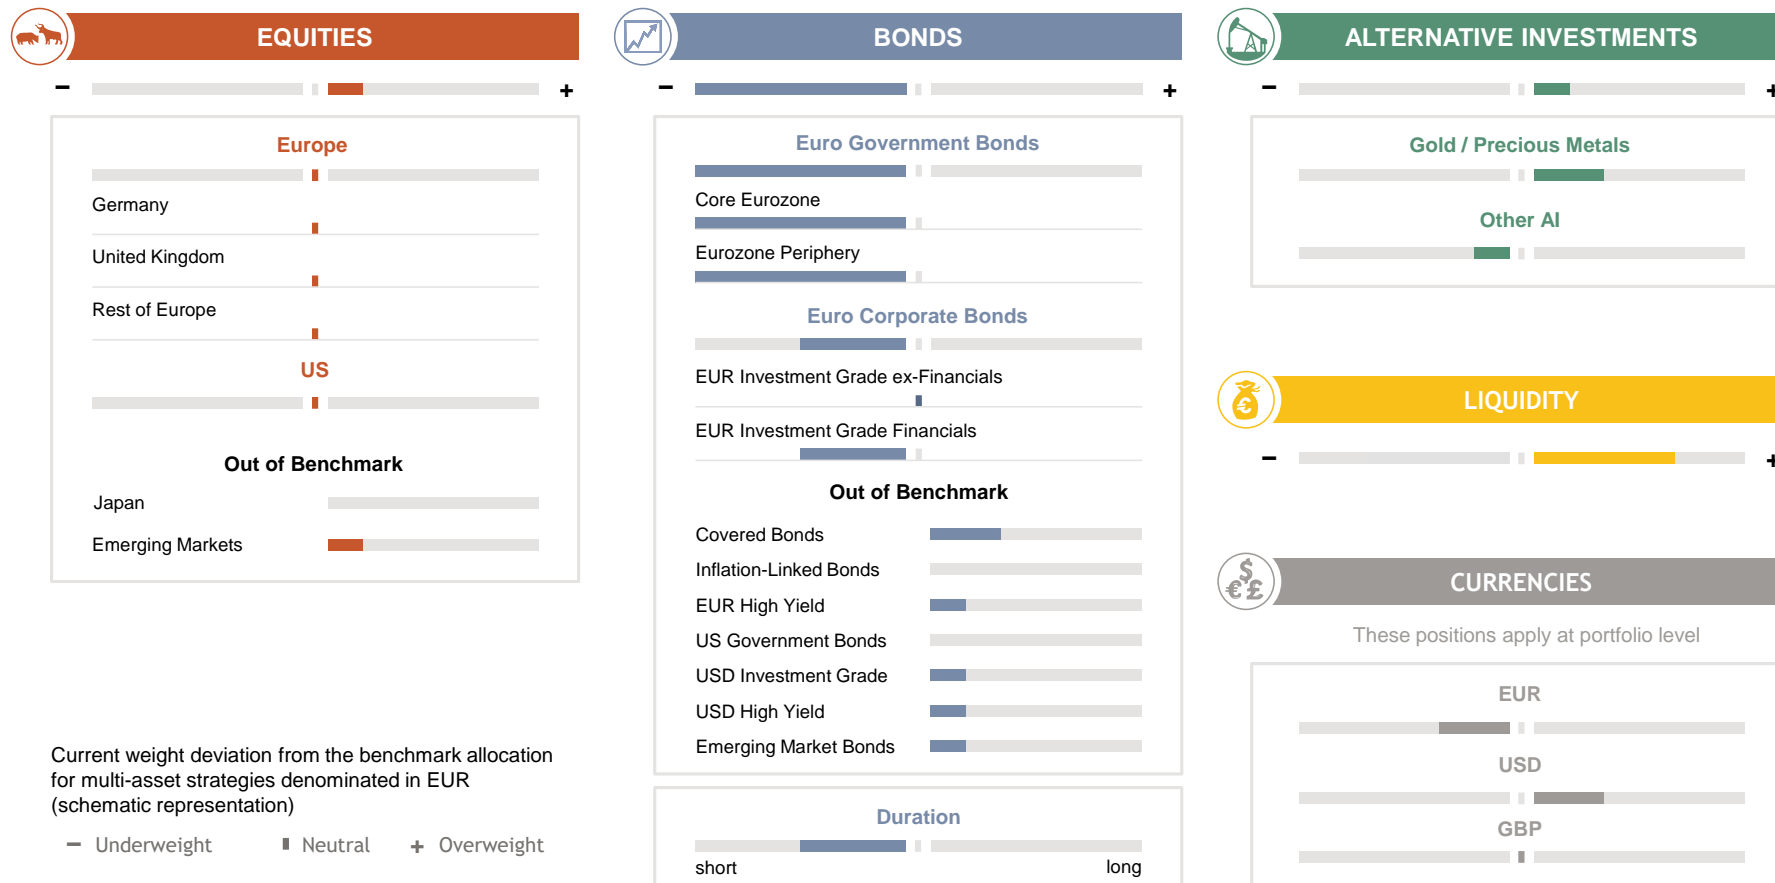 EQUITIES
− +
Europe
Germany
United Kingdom
Rest of Europe
US
Out of Benchmark
Japan
Emerging Markets
Current weight deviation from the benchmark allocation
for multi-asset strategies denominated in EUR
(schematic representation)
− Underweight Neutral + Overweight
BONDS
− +
Euro Government Bonds
Core Eurozone
Eurozone Periphery
Euro Corporate Bonds
EUR Investment Grade ex-Financials
EUR Investment Grade Financials
Out of Benchmark
Covered Bonds
Inflation-Linked Bonds
EUR High Yield
US Government Bonds
USD Investment Grade
USD High Yield
Emerging Market Bonds
Duration
short long
ALTERNATIVE INVESTMENTS
− +
Gold / Precious Metals
Other AI
€
LIQUIDITY
− +
$
€£
CURRENCIES
These positions apply at portfolio level
EUR
USD
GBP